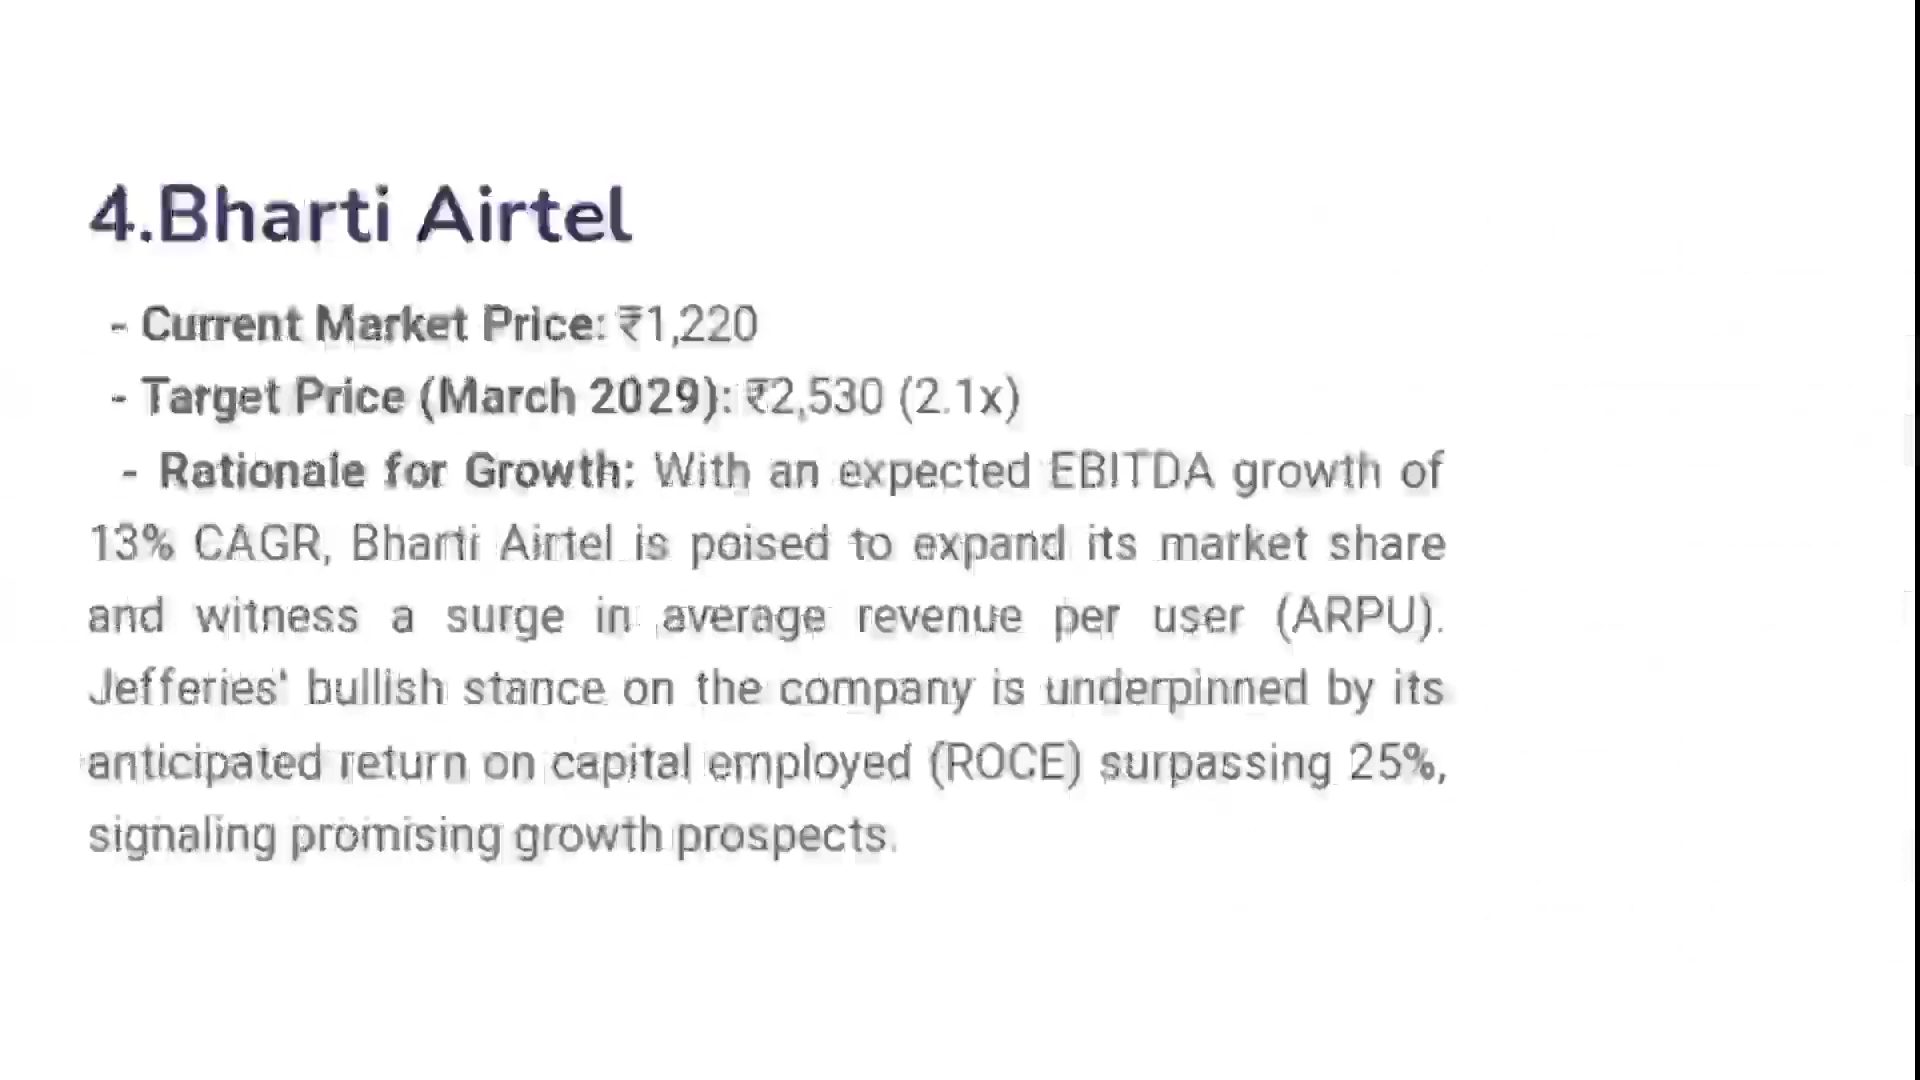 4.Bharti Airtel
- Current Market Price: ₹1,220
- Target Price (March 2029): ₹2,530 (2.1x)
- Rationale for Growth: With an expected EBITDA growth of
13% CAGR, Bharti Airtel is poised to expand its market share
and witness a surge in average revenue per user (ARPU).
Jefferies' bullish stance on the company is underpinned by its
anticipated return on capital employed (ROCE) surpassing 25%,
signaling promising growth prospects.